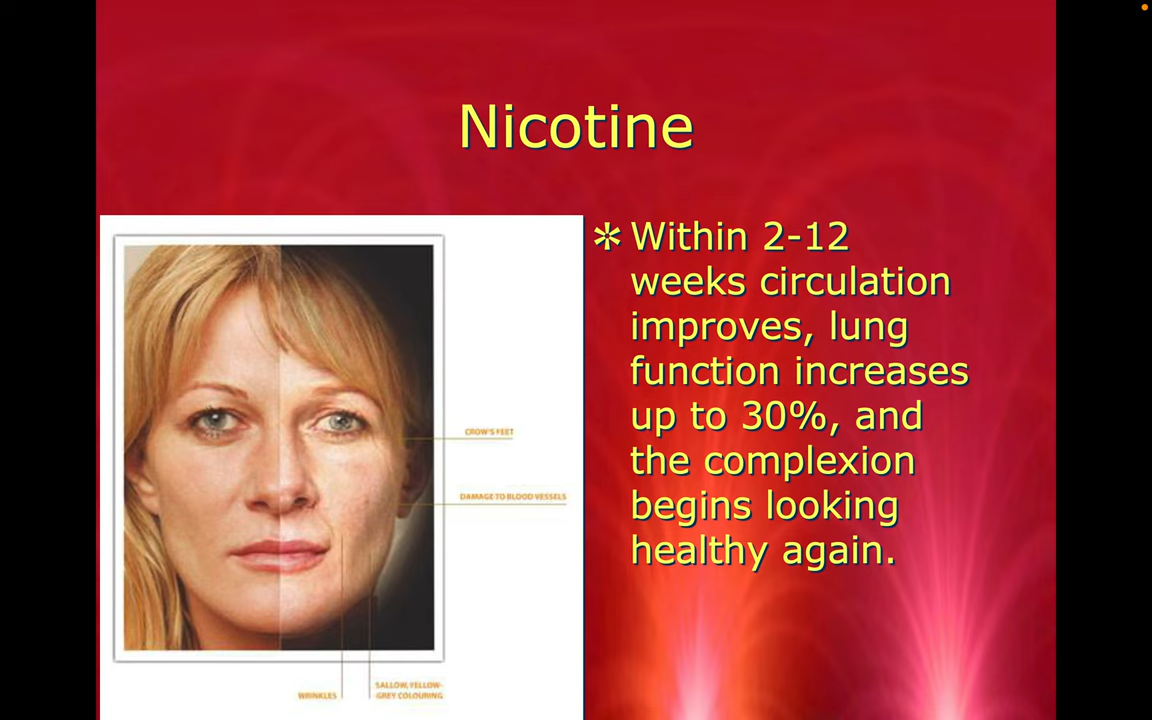 Nicotine
✲ Within 2-12
weeks circulation
improves, lung
function increases
up to 30%, and
the complexion
begins looking
healthy again.
CROW'S FEET
DAMAGE TO BLOOD VESSELS
WRINKLES
SALLOW, YELLOW-
GREY COLOURING